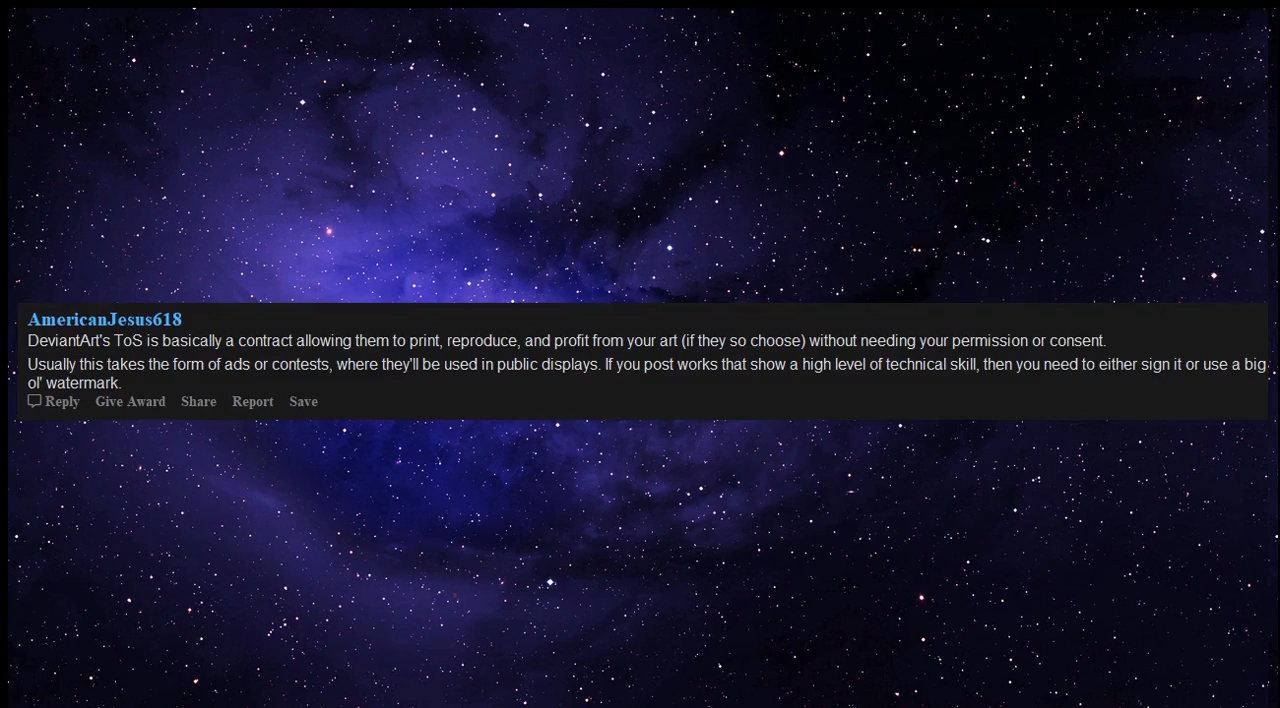 AmericanJesus618
DeviantArt's ToS is basically a contract allowing them to print, reproduce, and profit from your art (if they so choose) without needing your permission or consent.
Usually this takes the form of ads or contests, where they'll be used in public displays. If you post works that show a high level of technical skill, then you need to either sign it or use a big
ol' watermark.
Reply Give Award Share Report Save